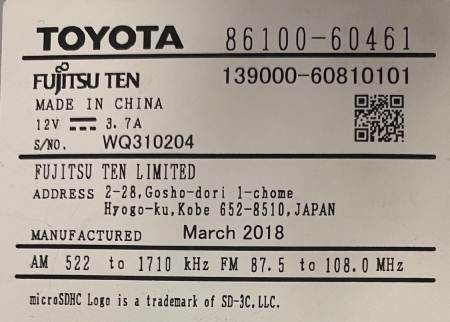 TOYOTA 86100-60461
FUJITSU TEN 139000-60810101
MADE IN CHINA
12V 3.7A
S/NO. WQ310204
FUJITSU TEN LIMITED
ADDRESS 2-28,Gosho-dori 1-chome
Hyogo-ku,Kobe 652-8510,JAPAN
MANUFACTURED March 2018
AM 522 to 1710 kHz FM 87.5 to 108.0 MHz
microSDHC Logo is a trademark of SD-3C,LLC.